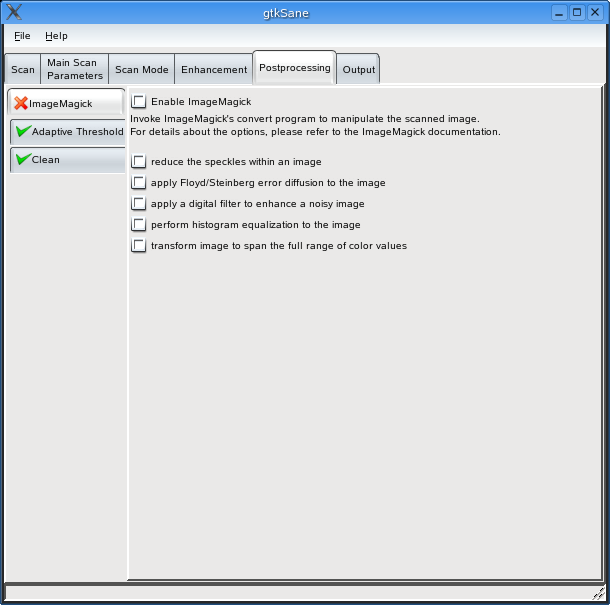 gtkSane
File Help
Scan
Main Scan
Parameters
Scan Mode
Enhancement
Postprocessing
Output
ImageMagick
Adaptive Threshold
Clean
Enable ImageMagick
Invoke ImageMagick's convert program to manipulate the scanned image.
For details about the options, please refer to the ImageMagick documentation.
reduce the speckles within an image
apply Floyd/Steinberg error diffusion to the image
apply a digital filter to enhance a noisy image
perform histogram equalization to the image
transform image to span the full range of color values